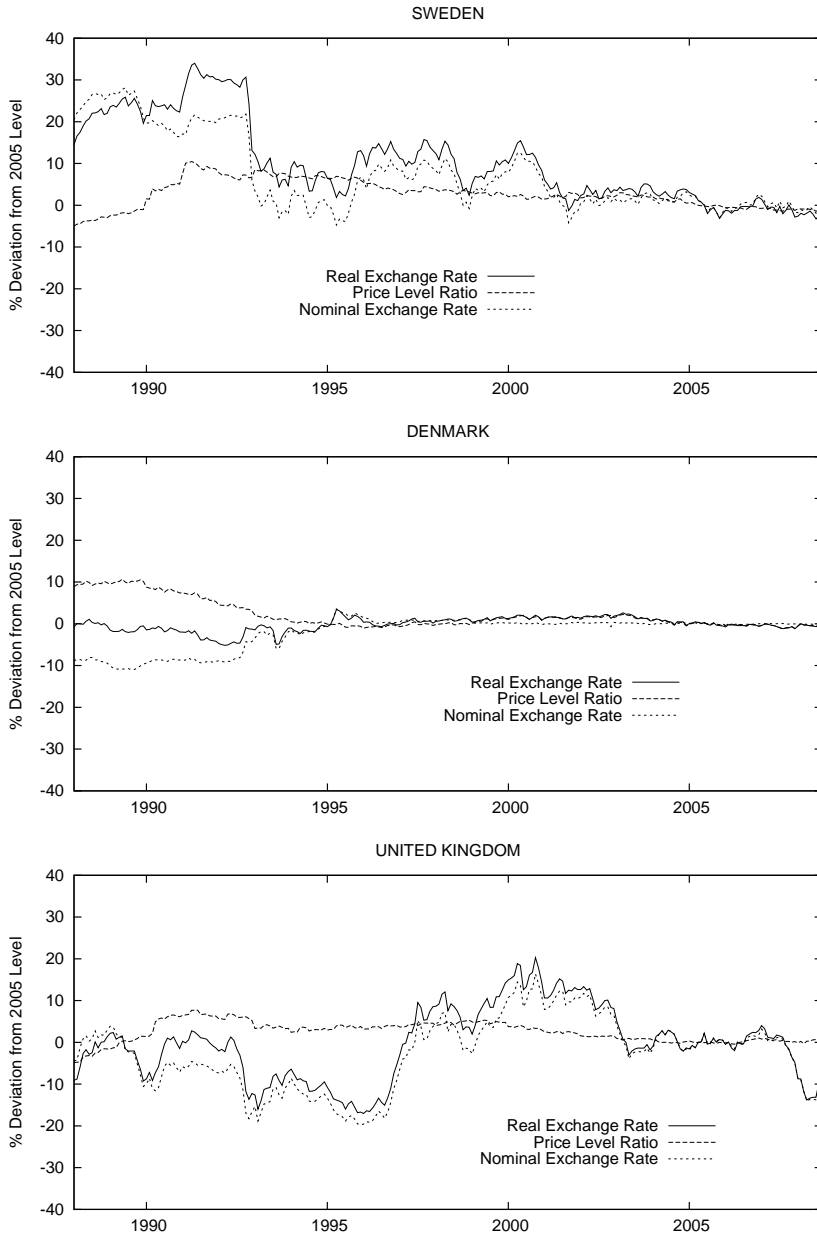 SWEDEN
% Deviation from 2005 Level
40
30
20
10
0
-10
-20
-30
-40
Real Exchange Rate
Price Level Ratio
Nominal Exchange Rate
1990
1995
2000
2005
DENMARK
% Deviation from 2005 Level
40
30
20
10
0
-10
-20
-30
-40
Real Exchange Rate
Price Level Ratio
Nominal Exchange Rate
1990
1995
2000
2005
UNITED KINGDOM
% Deviation from 2005 Level
40
30
20
10
0
-10
-20
-30
-40
Real Exchange Rate
Price Level Ratio
Nominal Exchange Rate
1990
1995
2000
2005